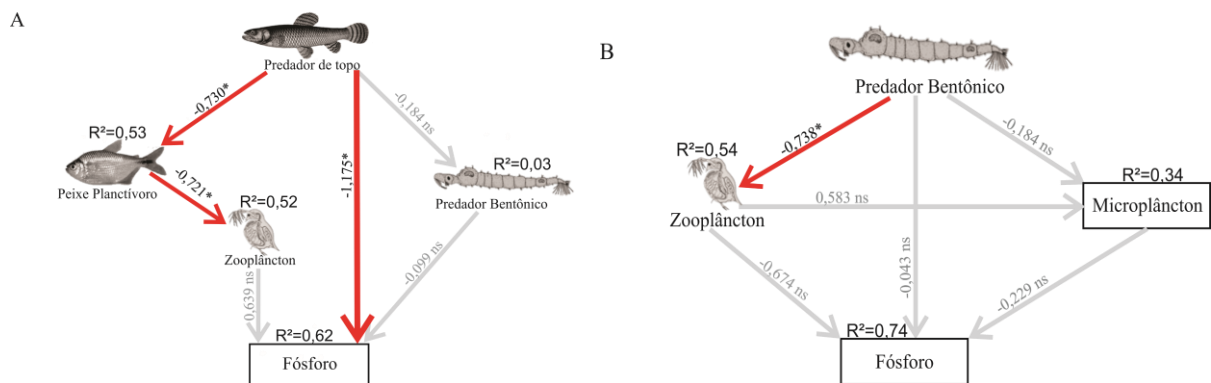 A
Predador de topo
-0,730*
-0,184 ns
R²=0,53
-1,175*
R²=0,03
Peixe Planctívoro
-0,721*
Predador Bentônico
R²=0,52
Zooplâncton
0,639 ns
-0,099 ns
R²=0,62
Fósforo
B
Predador Bentônico
-0,738*
-0,184 ns
R²=0,54
R²=0,34
0,583 ns
Microplâncton
Zooplâncton
-0,674 ns
-0,043 ns
-0,229 ns
R²=0,74
Fósforo